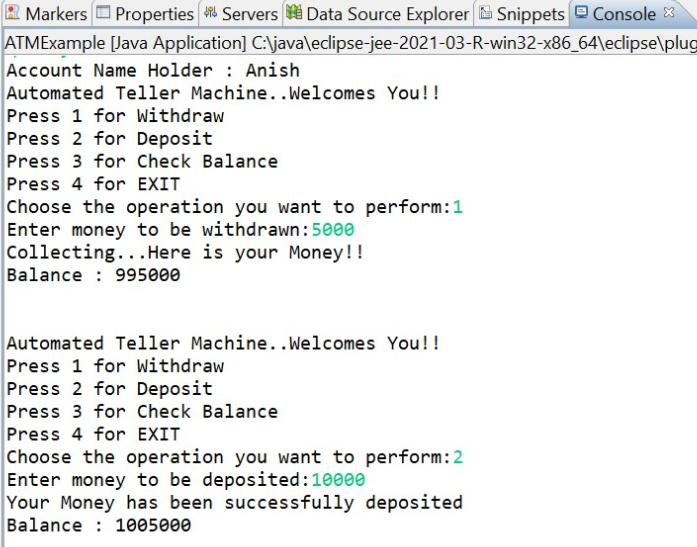 Markers Properties Servers Data Source Explorer Snippets Console
ATMExample [Java Application] C:\java\eclipse-jee-2021-03-R-win32-x86_64\eclipse\plug
Account Name Holder : Anish
Automated Teller Machine..Welcomes You!!
Press 1 for Withdraw
Press 2 for Deposit
Press 3 for Check Balance
Press 4 for EXIT
Choose the operation you want to perform:1
Enter money to be withdrawn:5000
Collecting...Here is your Money!!
Balance : 995000
Automated Teller Machine..Welcomes You!!
Press 1 for Withdraw
Press 2 for Deposit
Press 3 for Check Balance
Press 4 for EXIT
Choose the operation you want to perform:2
Enter money to be deposited:10000
Your Money has been successfully deposited
Balance : 1005000